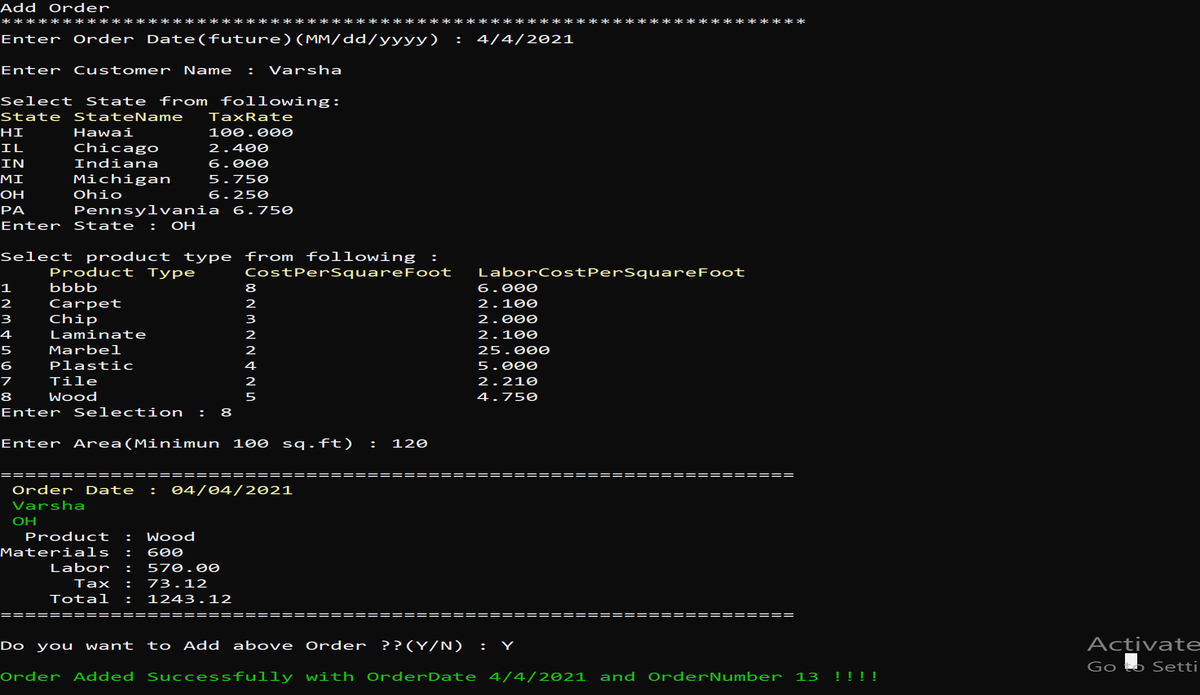 Add Order
******************************************************************
Enter Order Date(future)(MM/dd/yyyy) : 4/4/2021
Enter Customer Name : Varsha
Select State from following:
State StateName  TaxRate
HI    Hawai      100.000
IL    Chicago    2.400
IN    Indiana    6.000
MI    Michigan   5.750
OH    Ohio       6.250
PA    Pennsylvania 6.750
Enter State : OH
Select product type from following :
    Product Type    CostPerSquareFoot  LaborCostPerSquareFoot
1   bbbb            8                  6.000
2   Carpet          2                  2.100
3   Chip            3                  2.000
4   Laminate        2                  2.100
5   Marbel          2                  25.000
6   Plastic         4                  5.000
7   Tile            2                  2.210
8   Wood            5                  4.750
Enter Selection : 8
Enter Area(Minimun 100 sq.ft) : 120
=================================================================
 Order Date : 04/04/2021
 Varsha
 OH
  Product : Wood
Materials : 600
    Labor : 570.00
      Tax : 73.12
    Total : 1243.12
=================================================================
Do you want to Add above Order ??(Y/N) : Y
Order Added Successfully with OrderDate 4/4/2021 and OrderNumber 13 !!!!
Activate
Go to Setti